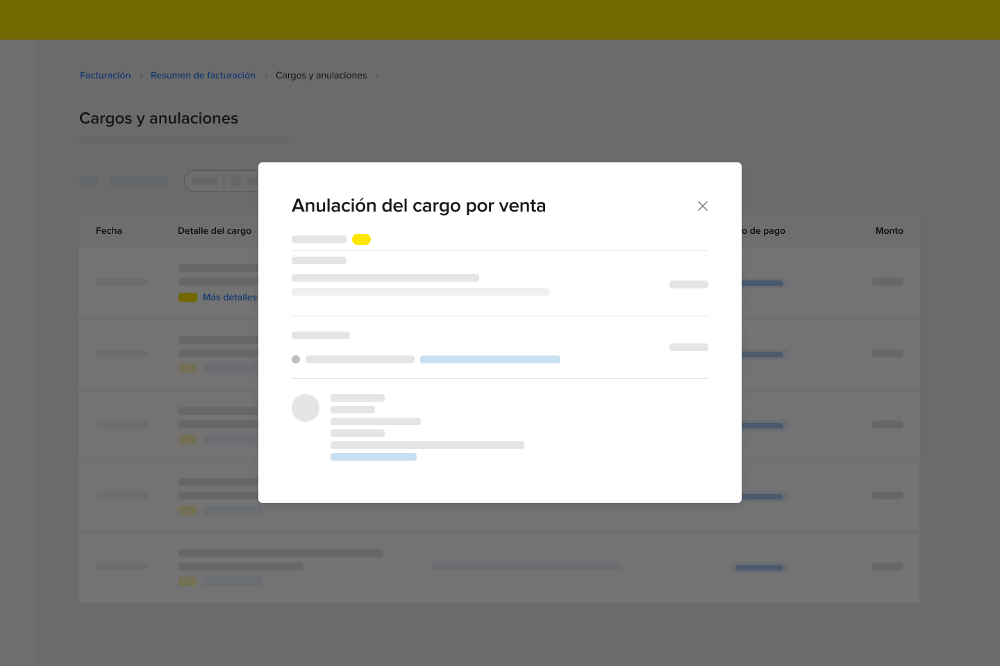 Facturación > Resumen de facturación > Cargos y anulaciones >
Cargos y anulaciones
Anulación del cargo por venta
Fecha Detalle del cargo o de pago Monto
Más detalles